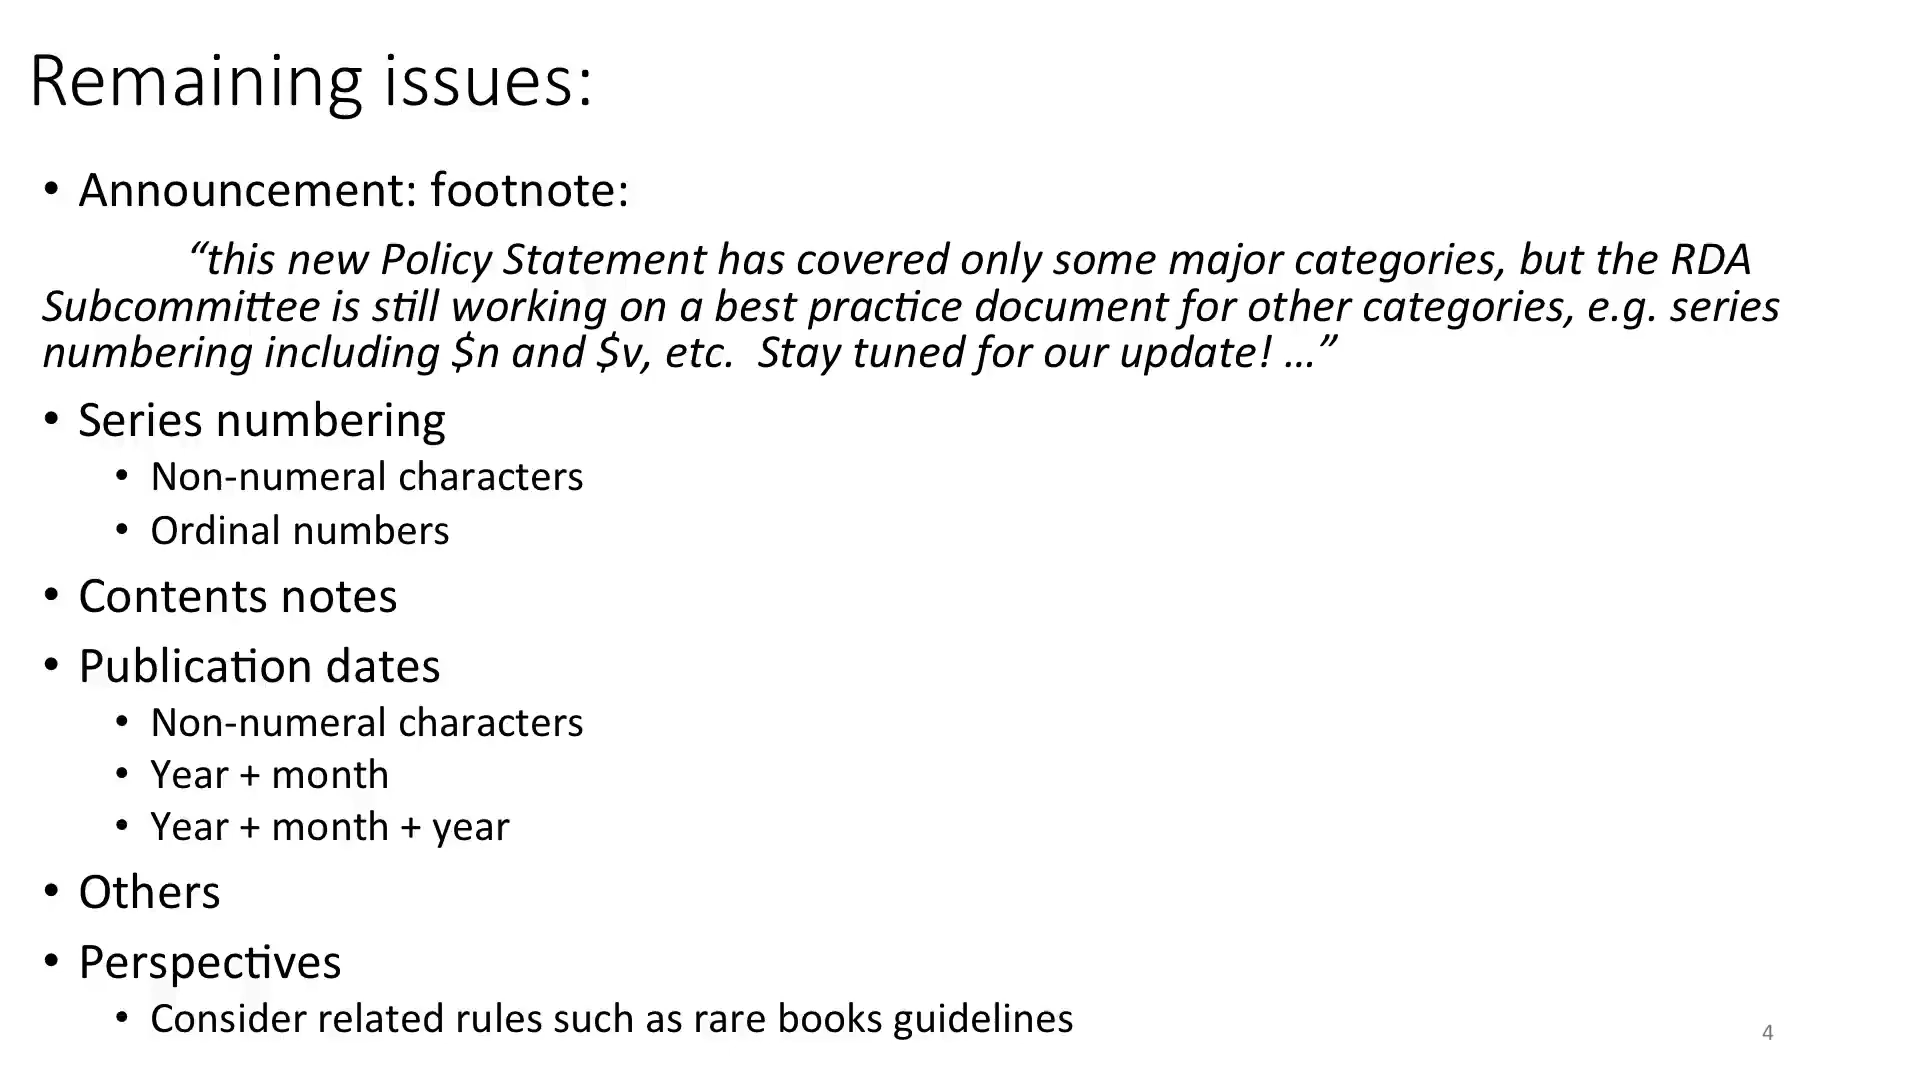 Remaining issues:
• Announcement: footnote:
“this new Policy Statement has covered only some major categories, but the RDA
Subcommittee is still working on a best practice document for other categories, e.g. series
numbering including $n and $v, etc.  Stay tuned for our update! …”
• Series numbering
• Non-numeral characters
• Ordinal numbers
• Contents notes
• Publication dates
• Non-numeral characters
• Year + month
• Year + month + year
• Others
• Perspectives
• Consider related rules such as rare books guidelines
4